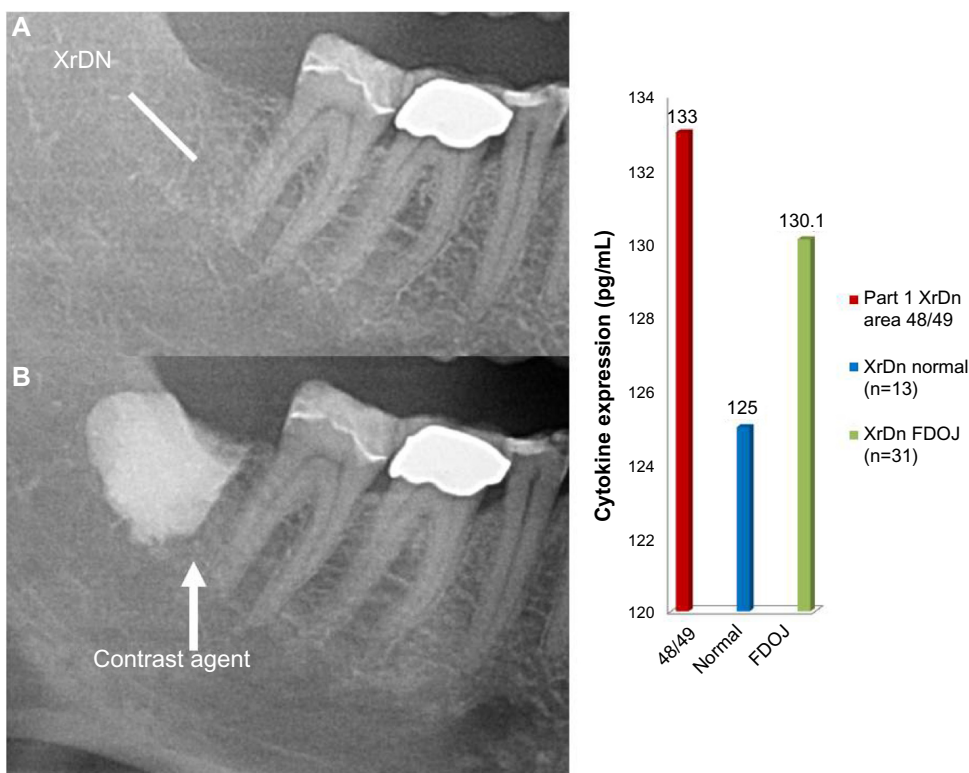 A
XrDN
B
Contrast agent
Cytokine expression (pg/mL)
134
132
130
128
126
124
122
120
133
125
130.1
48/49
Normal
FDOJ
Part 1 XrDn
area 48/49
XrDn normal
(n=13)
XrDn FDOJ
(n=31)